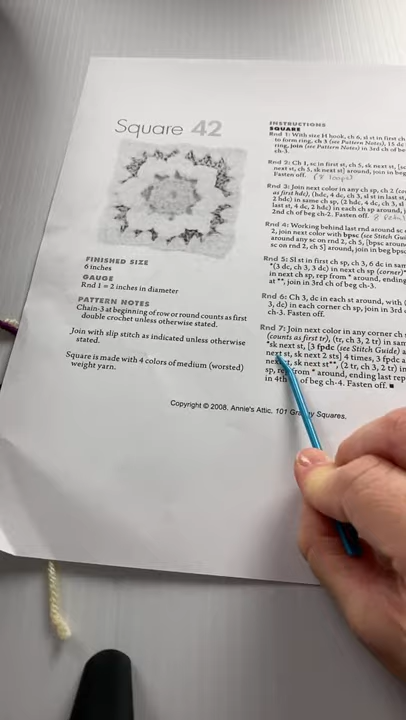 Square 42
FINISHED SIZE
6 inches
GAUGE
Rnd 1 = 2 inches in diameter
PATTERN NOTES
Chain-3 at beginning of row or round counts as first
double crochet unless otherwise stated.
Join with slip stitch as indicated unless otherwise
stated.
Square is made with 4 colors of medium (worsted)
weight yarn.
INSTRUCTIONS
SQUARE
Rnd 1: With size H hook, ch 6, sl st in first ch
to form ring, ch 3 (see Pattern Notes), 15 dc
ring, join (see Pattern Notes) in 3rd ch of be
ch-3.
Rnd 2: Ch 1, sc in first st, ch 5, sk next st, [sc
next st, ch 5, sk next st] around, join in beg
Fasten off. (8 loops)
Rnd 3: Join next color in any ch sp, ch 2
as first hdc), (hdc, 4 dc, ch 3, sl st in last st,
2 hdc) in same ch sp, (2 hdc, 4 dc, ch 3, sl
last st, 4 dc, 2 hdc) in each ch sp around, j
2nd ch of beg ch-2. Fasten off. 8
Rnd 4: Working behind last rnd around sc
2, join next color with bpsc (see Stitch Gui
around any sc on rnd 2, ch 5, [bpsc aroun
sc on rnd 2, ch 5] around, join in beg bpsc
Rnd 5: Sl st in first ch sp, ch 3, 6 dc in sam
*(3 dc, ch 3, 3 dc) in next ch sp (corner)*
in next ch sp, rep from * around, ending
at **, join in 3rd ch of beg ch-3.
Rnd 6: Ch 3, dc in each st around, with (
3, dc) in each corner ch sp, join in 3rd
ch-3. Fasten off.
Rnd 7: Join next color in any corner ch s
(counts as first tr), (tr, ch 3, 2 tr) in sam
*sk next st, [3 fpdc (see Stitch Guide) a
next st, sk next 2 sts] 4 times, 3 fpdc a
next st, sk next st**, (2 tr, ch 3, 2 tr) in
sp, rep from * around, ending last rep
in 4th of beg ch-4. Fasten off. ■
Copyright © 2008. Annie's Attic. 101 Granny Squares.